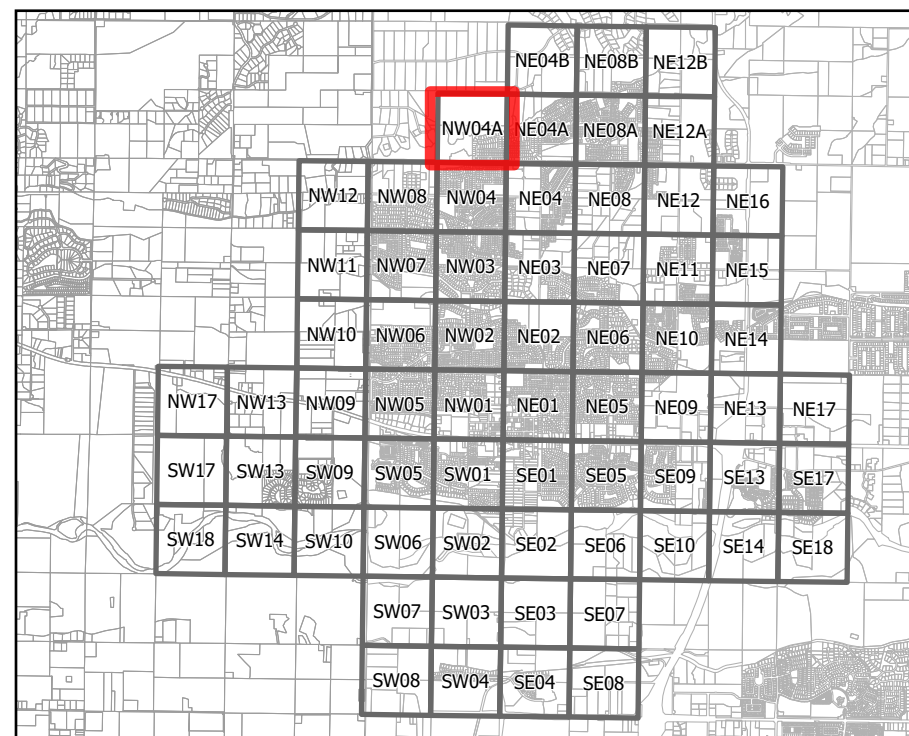 NE04B NE08B NE12B
NW04A NE04A NE08A NE12A
NW12 NW08 NW04 NE04 NE08 NE12 NE16
NW11 NW07 NW03 NE03 NE07 NE11 NE15
NW10 NW06 NW02 NE02 NE06 NE10 NE14
NW17 NW13 NW09 NW05 NW01 NE01 NE05 NE09 NE13 NE17
SW17 SW13 SW09 SW05 SW01 SE01 SE05 SE09 SE13 SE17
SW18 SW14 SW10 SW06 SW02 SE02 SE06 SE10 SE14 SE18
SW07 SW03 SE03 SE07
SW08 SW04 SE04 SE08